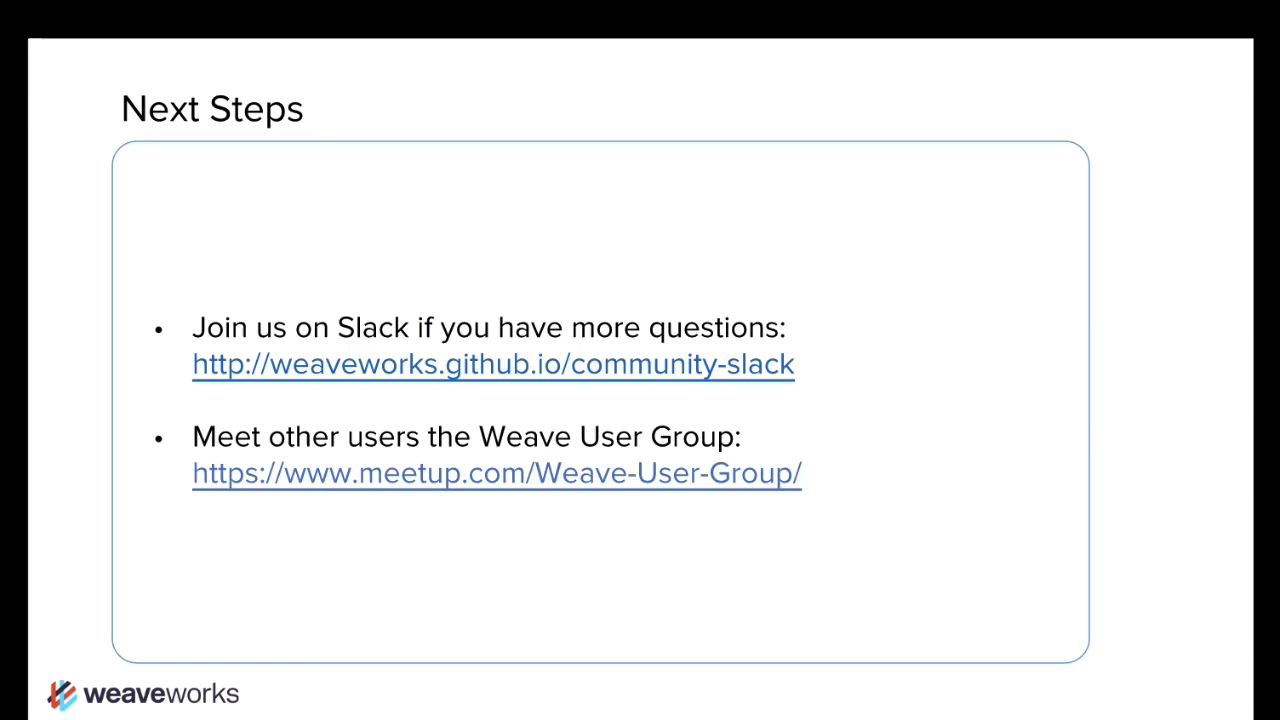 Next Steps
• Join us on Slack if you have more questions:
http://weaveworks.github.io/community-slack
• Meet other users the Weave User Group:
https://www.meetup.com/Weave-User-Group/
weaveworks